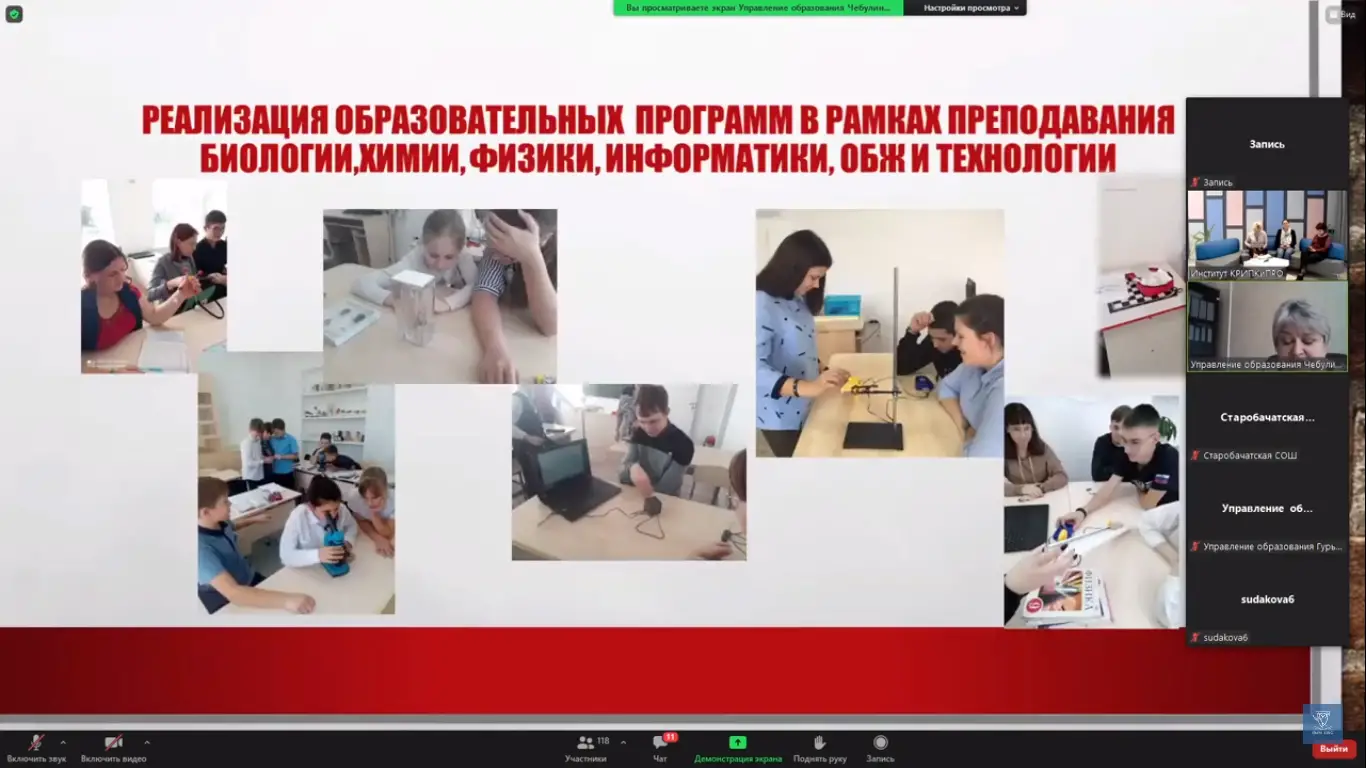 Вы просматриваете экран Управление образования Чебулин...
Настройки просмотра
Вид
РЕАЛИЗАЦИЯ ОБРАЗОВАТЕЛЬНЫХ ПРОГРАММ В РАМКАХ ПРЕПОДАВАНИЯ
БИОЛОГИИ,ХИМИИ, ФИЗИКИ, ИНФОРМАТИКИ, ОБЖ И ТЕХНОЛОГИИ
Запись
Запись
Институт КРИПКиПРО
Управление образования Чебули...
Старобачатская...
Старобачатская СОШ
Управление об...
Управление образования Гурь...
sudakova6
sudakova6
ФИЗИКА
Включить звук
Включить видео
Участники
118
Чат
11
Демонстрация экрана
Поднять руку
Запись
Выйти